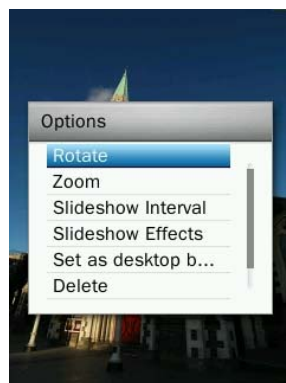 Options
Rotate
Zoom
Slideshow Interval
Slideshow Effects
Set as desktop b...
Delete